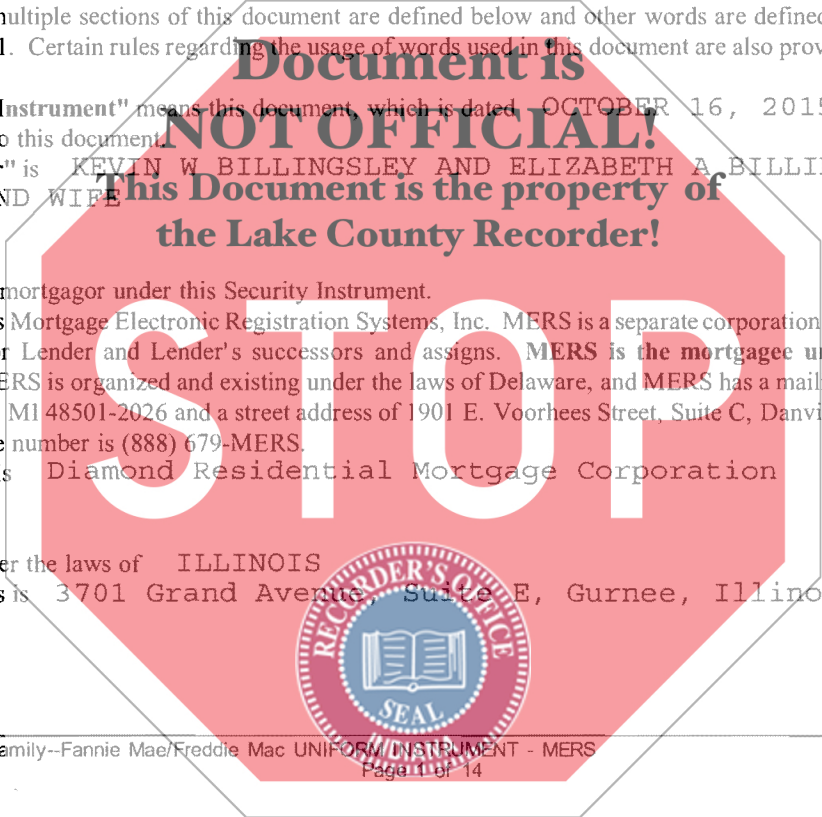 multiple sections of this document are defined below and other words are defined
1. Certain rules regarding the usage of words used in this document are also prov
Document is
Instrument" means this document, which is dated OCTOBER 16, 2015
NOT OFFICIAL!
o this document.
r" is KEVIN W BILLINGSLEY AND ELIZABETH A BILLI
ND WIFE
This Document is the property of
the Lake County Recorder!
mortgagor under this Security Instrument.
s Mortgage Electronic Registration Systems, Inc. MERS is a separate corporation
r Lender and Lender's successors and assigns. MERS is the mortgagee u
ERS is organized and existing under the laws of Delaware, and MERS has a mail
MI 48501-2026 and a street address of 1901 E. Voorhees Street, Suite C, Danvi
e number is (888) 679-MERS.
STOP
s Diamond Residential Mortgage Corporation
er the laws of ILLINOIS
s is 3701 Grand Avenue, Suite E, Gurnee, Illino
RECORDER'S OFFICE
SEAL
INDIANA
amily--Fannie Mae/Freddie Mac UNIFORM INSTRUMENT - MERS
Page 1 of 14